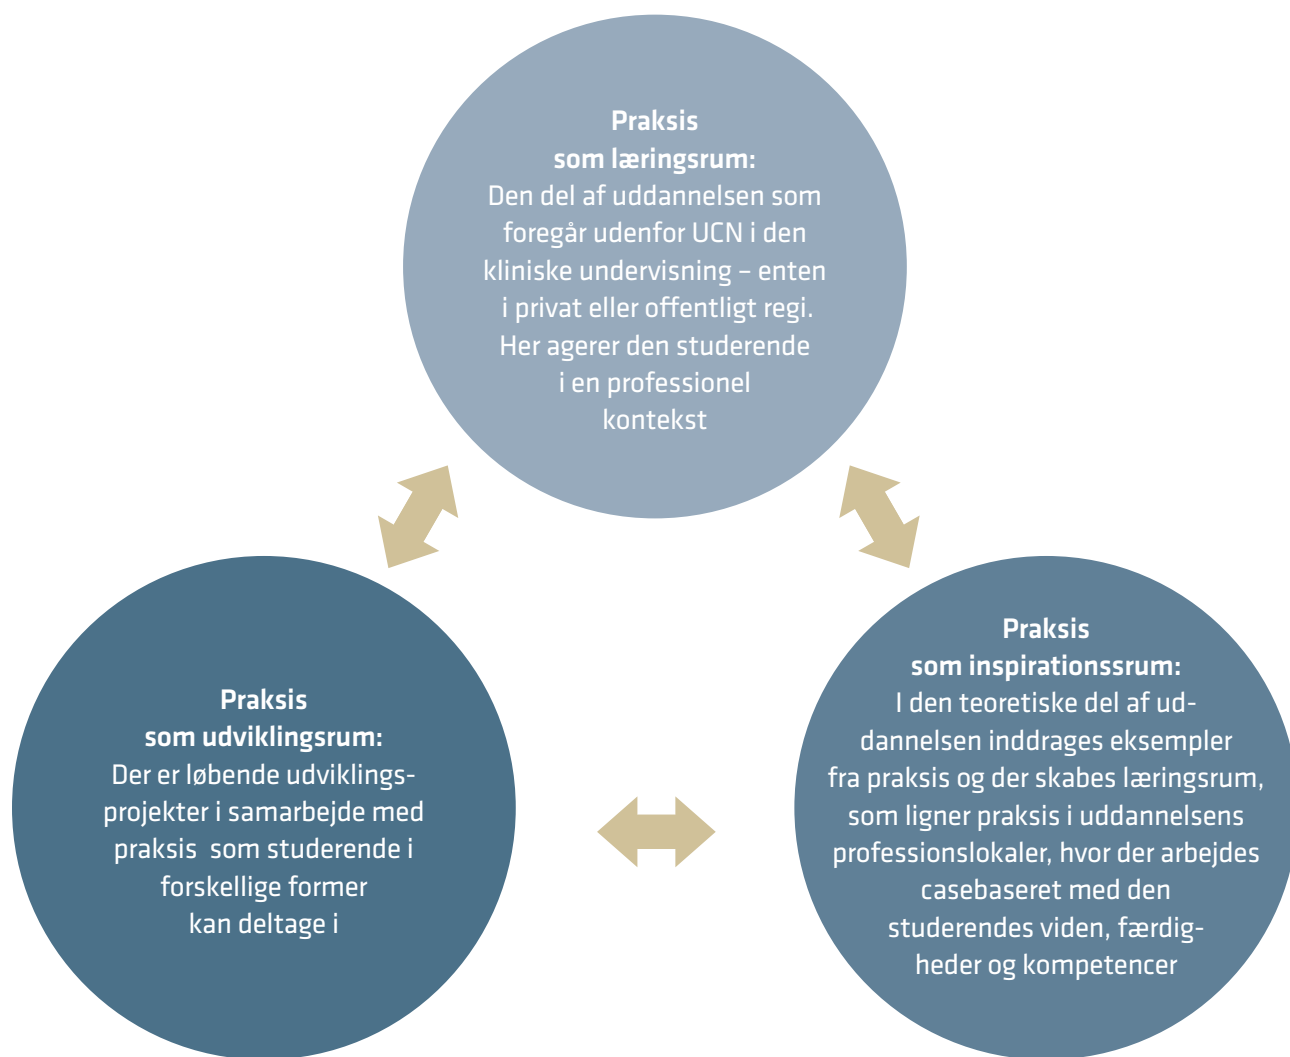 Praksis
som læringsrum:
Den del af uddannelsen som
foregår udenfor UCN i den
kliniske undervisning – enten
i privat eller offentligt regi.
Her agerer den studerende
i en professionel
kontekst
Praksis
som udviklingsrum:
Der er løbende udviklings-
projekter i samarbejde med
praksis  som studerende i
forskellige former
kan deltage i
Praksis
som inspirationssrum:
I den teoretiske del af ud-
dannelsen inddrages eksempler
fra praksis og der skabes læringsrum,
som ligner praksis i uddannelsens
professionslokaler, hvor der arbejdes
casebaseret med den
studerendes viden, færdig-
heder og kompetencer